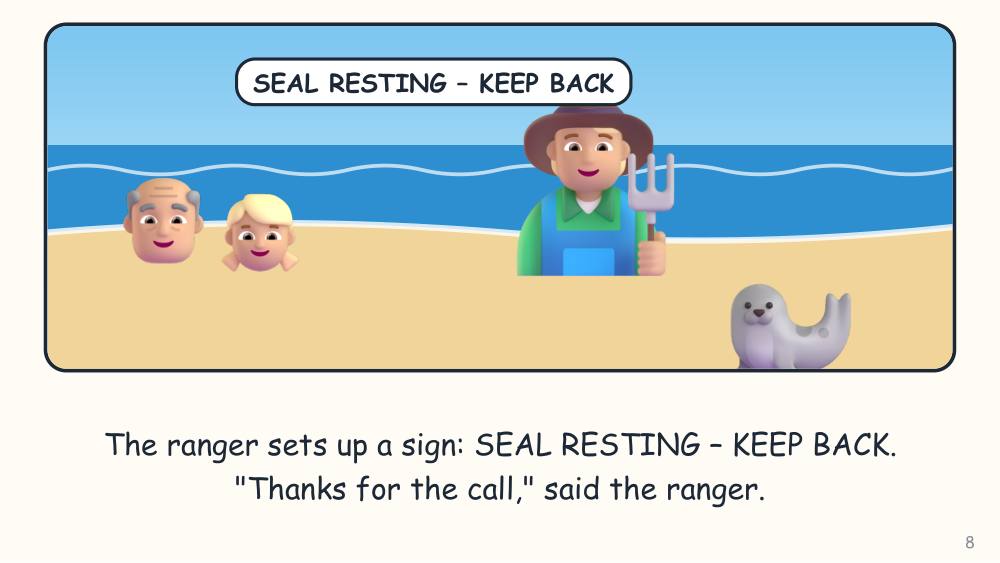 SEAL RESTING – KEEP BACK
The ranger sets up a sign: SEAL RESTING – KEEP BACK.
"Thanks for the call," said the ranger.
8